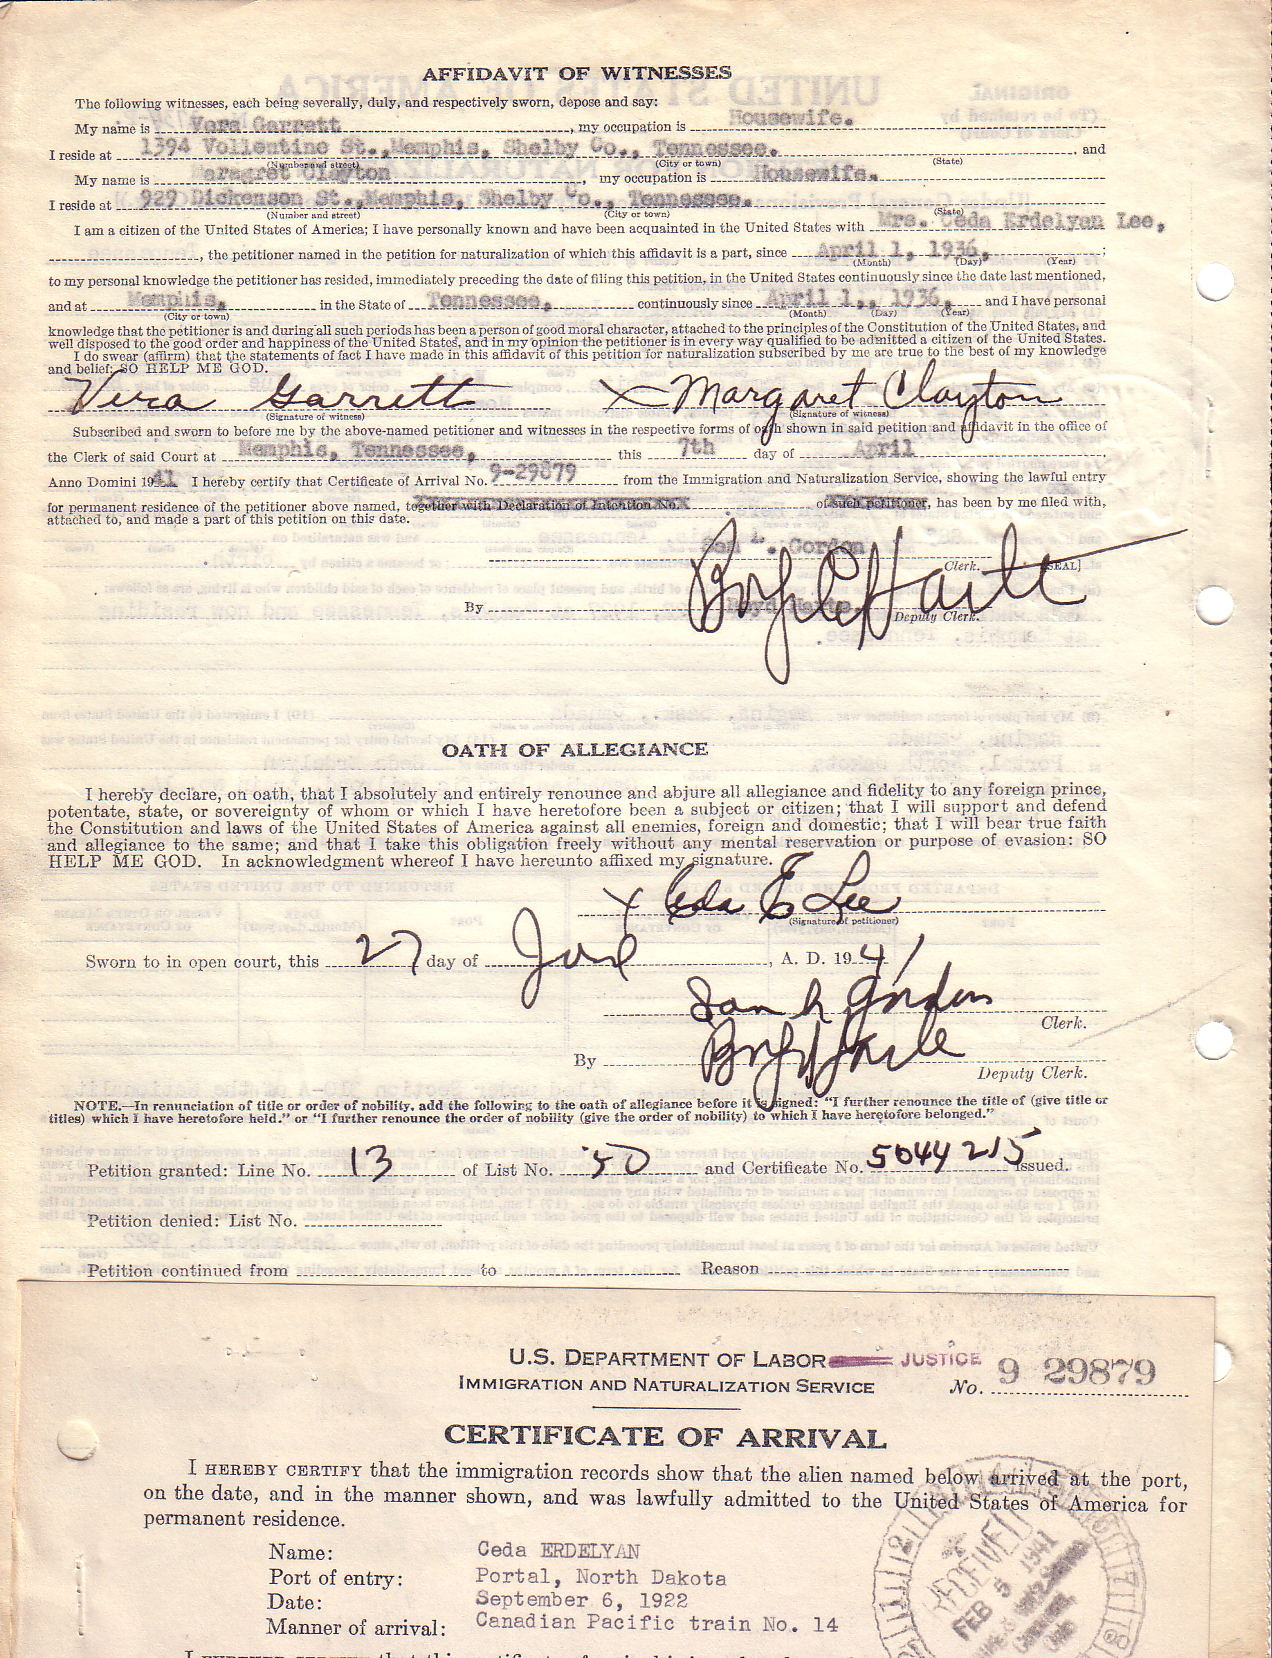 AFFIDAVIT OF WITNESSES
The following witnesses, each being severally, duly, and respectively sworn, depose and say:
My name is Vera Garrett, my occupation is Housewife.
I reside at 1394 Vollentine St., Memphis, Shelby Co., Tennessee. and
(Number and street) (City or town) (State)
My name is Maragret Clayton, my occupation is Housewife.
I reside at 929 Dickenson St., Memphis, Shelby Co., Tennessee.
(Number and street) (City or town) (State)
I am a citizen of the United States of America; I have personally known and have been acquainted in the United States with Mrs. Ceda Erdelyan Lee,
, the petitioner named in the petition for naturalization of which this affidavit is a part, since April 1, 1936, ;
(Month) (Day) (Year)
to my personal knowledge the petitioner has resided, immediately preceding the date of filing this petition, in the United States continuously since the date last mentioned,
and at Memphis, in the State of Tennessee, continuously since April 1,, 1936, and I have personal
(City or town) (Month) (Day) (Year)
knowledge that the petitioner is and during all such periods has been a person of good moral character, attached to the principles of the Constitution of the United States, and
well disposed to the good order and happiness of the United States, and in my opinion the petitioner is in every way qualified to be admitted a citizen of the United States.
I do swear (affirm) that the statements of fact I have made in this affidavit of this petition for naturalization subscribed by me are true to the best of my knowledge
and belief: SO HELP ME GOD.
Vera Garrett X Margaret Clayton
(Signature of witness) (Signature of witness)
Subscribed and sworn to before me by the above-named petitioner and witnesses in the respective forms of oath shown in said petition and affidavit in the office of
the Clerk of said Court at Memphis, Tennessee, this 7th day of April,
Anno Domini 1941 I hereby certify that Certificate of Arrival No. 9-29879 from the Immigration and Naturalization Service, showing the lawful entry
for permanent residence of the petitioner above named, together with Declaration of Intention No. of such petitioner, has been by me filed with,
attached to, and made a part of this petition on this date.
Gordon
Clerk. [SEAL]
By Boyd Hartle
Deputy Clerk.
OATH OF ALLEGIANCE
I hereby declare, on oath, that I absolutely and entirely renounce and abjure all allegiance and fidelity to any foreign prince,
potentate, state, or sovereignty of whom or which I have heretofore been a subject or citizen; that I will support and defend
the Constitution and laws of the United States of America against all enemies, foreign and domestic; that I will bear true faith
and allegiance to the same; and that I take this obligation freely without any mental reservation or purpose of evasion: SO
HELP ME GOD. In acknowledgment whereof I have hereunto affixed my signature.
X Ceda E Lee
(Signature of petitioner)
Sworn to in open court, this 27 day of June, A. D. 1941
Gordon
Clerk.
By
Deputy Clerk.
NOTE.—In renunciation of title or order of nobility, add the following to the oath of allegiance before it is signed: "I further renounce the title of (give title or
titles) which I have heretofore held." or "I further renounce the order of nobility (give the order of nobility) to which I have heretofore belonged."
Petition granted: Line No. 13 of List No. 50 and Certificate No. 5044215 issued.
Petition denied: List No.
Petition continued from to Reason
U.S. DEPARTMENT OF LABOR JUSTICE
IMMIGRATION AND NATURALIZATION SERVICE No. 9 29879
CERTIFICATE OF ARRIVAL
I HEREBY CERTIFY that the immigration records show that the alien named below arrived at the port,
on the date, and in the manner shown, and was lawfully admitted to the United States of America for
permanent residence.
Name: Ceda ERDELYAN
Port of entry: Portal, North Dakota
Date: September 6, 1922
Manner of arrival: Canadian Pacific train No. 14
RECEIVED
FEB 5 1941